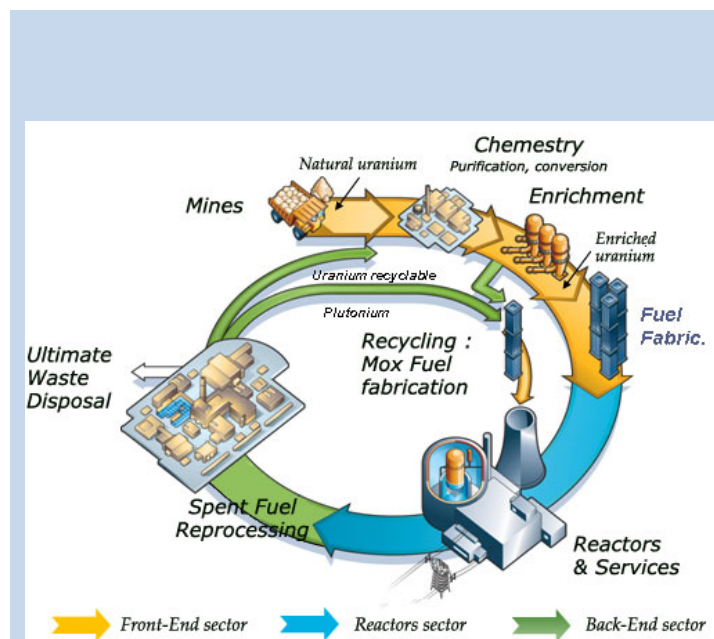 Chemestry
Purification, conversion
Natural uranium
Mines
Enrichment
Enriched
uranium
Uranium recyclable
Plutonium
Fuel
Fabric.
Recycling :
Mox Fuel
fabrication
Ultimate
Waste
Disposal
Spent Fuel
Reprocessing
Reactors
& Services
Front-End sector
Reactors sector
Back-End sector